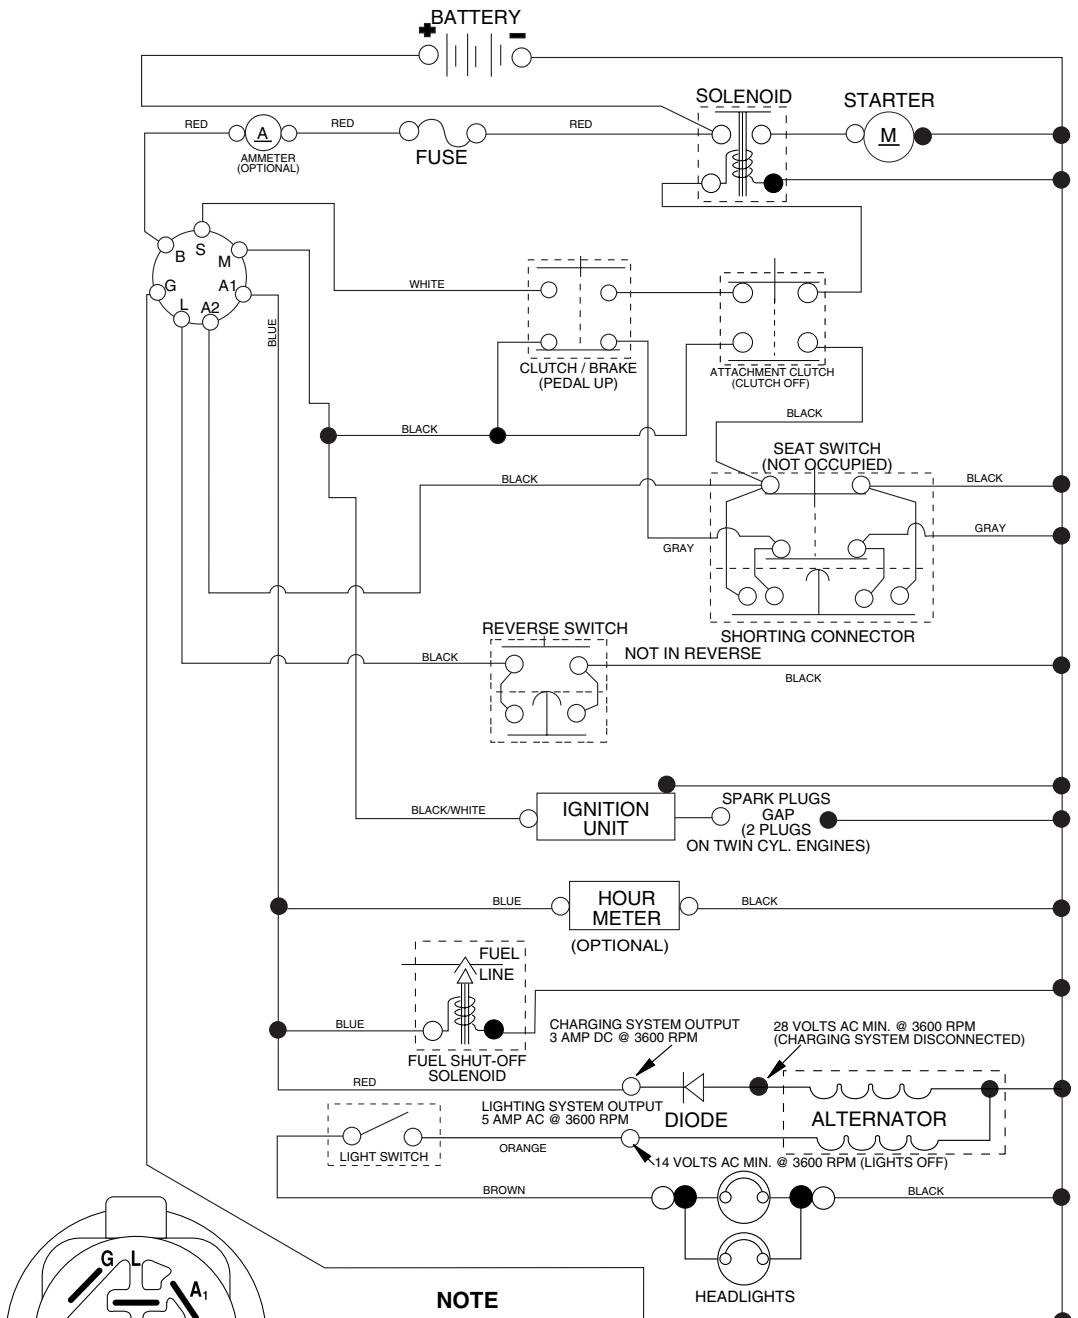 BATTERY
SOLENOID
STARTER
RED
A
RED
RED
M
AMMETER
(OPTIONAL)
FUSE
B
S
M
G
A1
L
A2
WHITE
BLUE
CLUTCH / BRAKE
(PEDAL UP)
ATTACHMENT CLUTCH
(CLUTCH OFF)
BLACK
BLACK
SEAT SWITCH
(NOT OCCUPIED)
BLACK
BLACK
GRAY
GRAY
SHORTING CONNECTOR
REVERSE SWITCH
NOT IN REVERSE
BLACK
BLACK
BLACK/WHITE
IGNITION
UNIT
SPARK PLUGS
GAP
(2 PLUGS
ON TWIN CYL. ENGINES)
BLUE
HOUR
METER
BLACK
(OPTIONAL)
FUEL
LINE
BLUE
FUEL SHUT-OFF
SOLENOID
CHARGING SYSTEM OUTPUT
3 AMP DC @ 3600 RPM
28 VOLTS AC MIN. @ 3600 RPM
(CHARGING SYSTEM DISCONNECTED)
RED
LIGHTING SYSTEM OUTPUT
5 AMP AC @ 3600 RPM
DIODE
ALTERNATOR
LIGHT SWITCH
ORANGE
14 VOLTS AC MIN. @ 3600 RPM (LIGHTS OFF)
BROWN
BLACK
HEADLIGHTS
G L
A1
NOTE